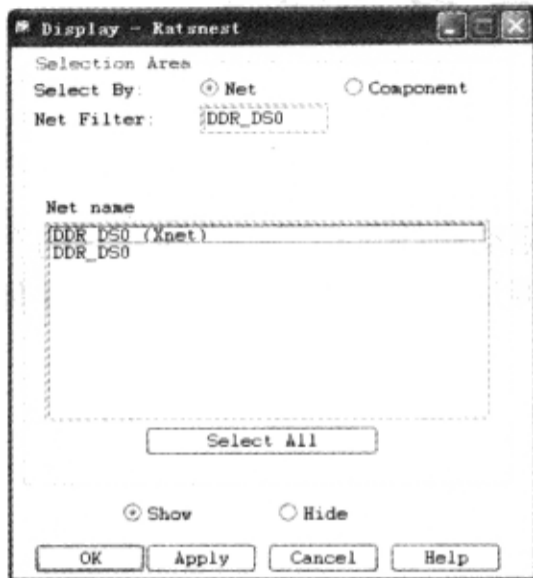 Display - Ratsnest
Selection Area
Select By: Net Component
Net Filter: DDR_DS0
Net name
DDR_DS0 (Xnet)
DDR_DS0
Select All
Show Hide
OK Apply Cancel Help